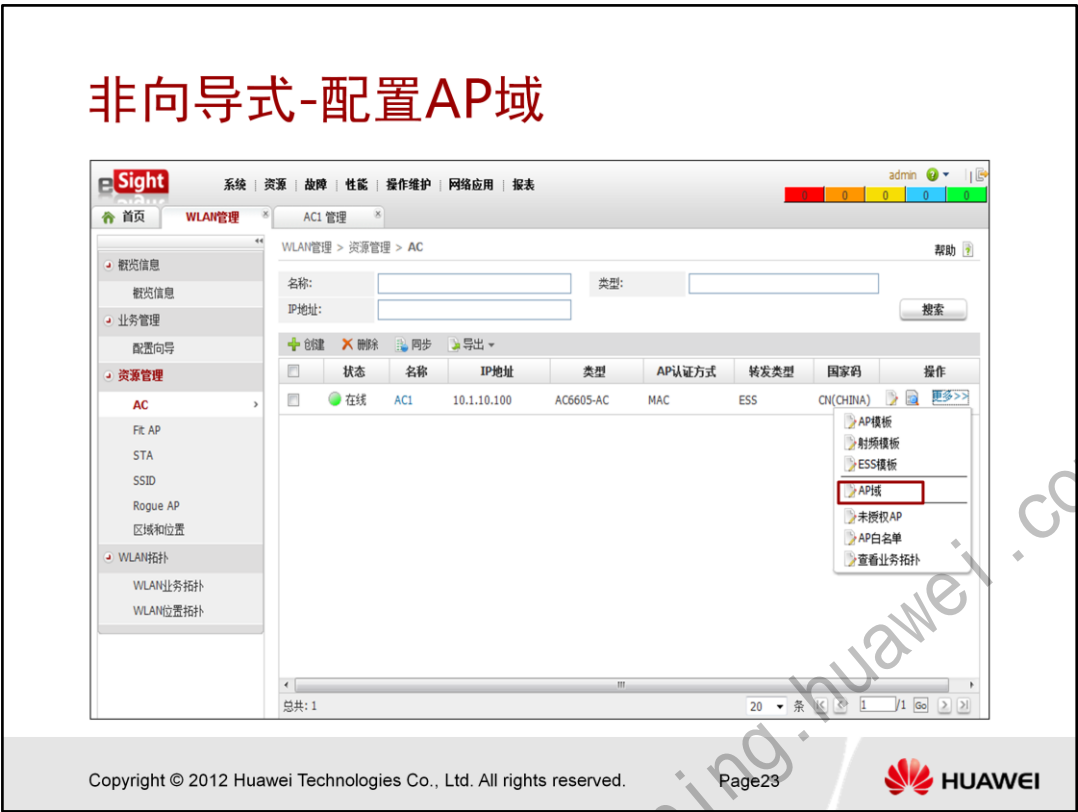 非向导式-配置AP域
eSight
系统 | 资源 | 故障 | 性能 | 操作维护 | 网络应用 | 报表
admin
0 0 0 0 0
首页 WLAN管理 AC1 管理
WLAN管理 > 资源管理 > AC
帮助
概览信息
概览信息
业务管理
配置向导
资源管理
AC
Fit AP
STA
SSID
Rogue AP
区域和位置
WLAN拓扑
WLAN业务拓扑
WLAN位置拓扑
名称: 类型:
IP地址: 搜索
创建 删除 同步 导出
状态 名称 IP地址 类型 AP认证方式 转发类型 国家码 操作
在线 AC1 10.1.10.100 AC6605-AC MAC ESS CN(CHINA) 更多>>
AP模板
射频模板
ESS模板
AP域
未授权AP
AP白名单
查看业务拓扑
总共: 1 20 条 1 /1 Go
Copyright © 2012 Huawei Technologies Co., Ltd. All rights reserved. Page23 HUAWEI
ing.huawei.co